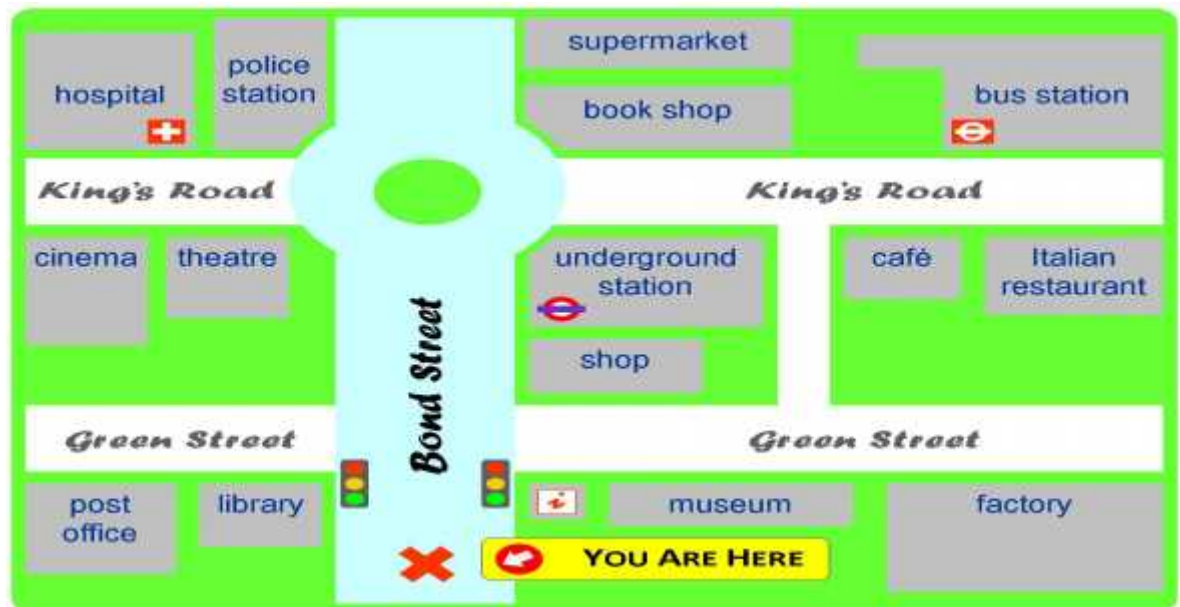 hospital
police
station
supermarket
book shop
bus station
King's Road
King's Road
cinema
theatre
underground
station
café
Italian
restaurant
shop
Bond Street
Green Street
Green Street
post
office
library
i
museum
factory
YOU ARE HERE